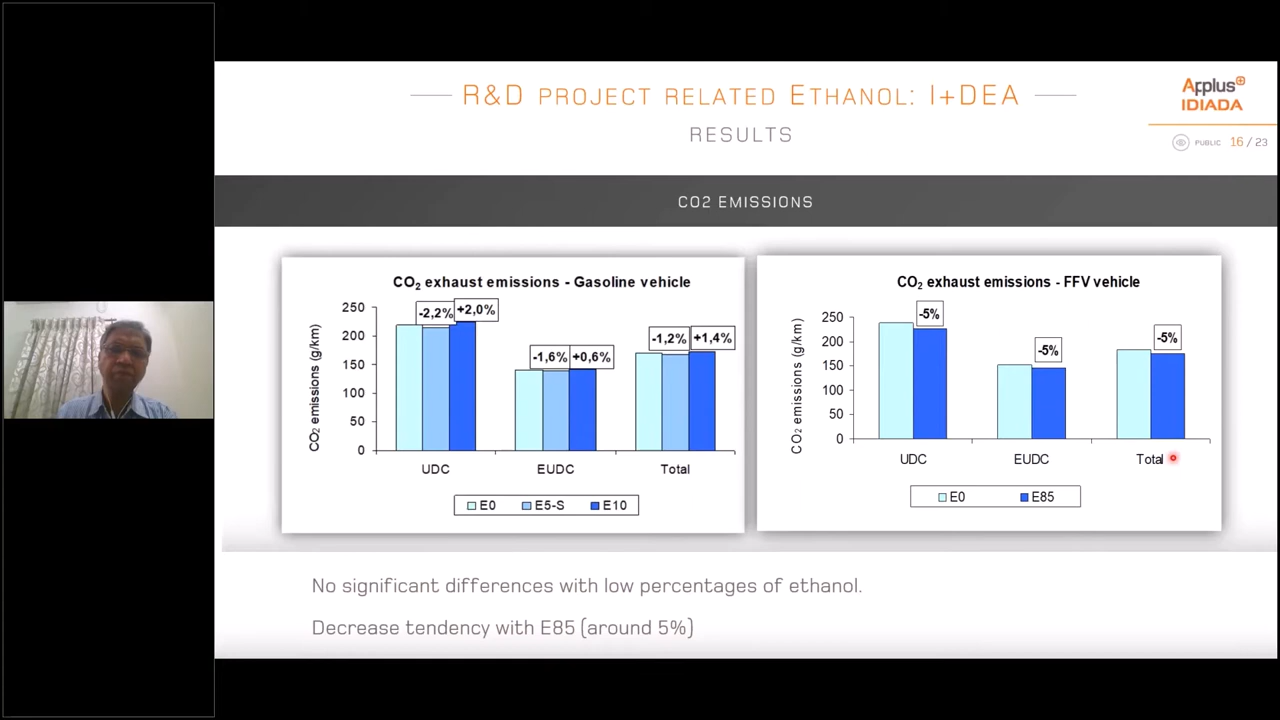 R&D PROJECT RELATED ETHANOL: I+DEA
RESULTS
Applus+
IDIADA
PUBLIC 16 / 23
CO2 EMISSIONS
CO2 exhaust emissions - Gasoline vehicle
CO2 emissions (g/km)
250
200
150
100
50
0
-2,2%
+2,0%
-1,6%
+0,6%
-1,2%
+1,4%
UDC
EUDC
Total
E0
E5-S
E10
CO2 exhaust emissions - FFV vehicle
CO2 emissions (g/km)
250
200
150
100
50
0
-5%
-5%
-5%
UDC
EUDC
Total
E0
E85
No significant differences with low percentages of ethanol.
Decrease tendency with E85 (around 5%)